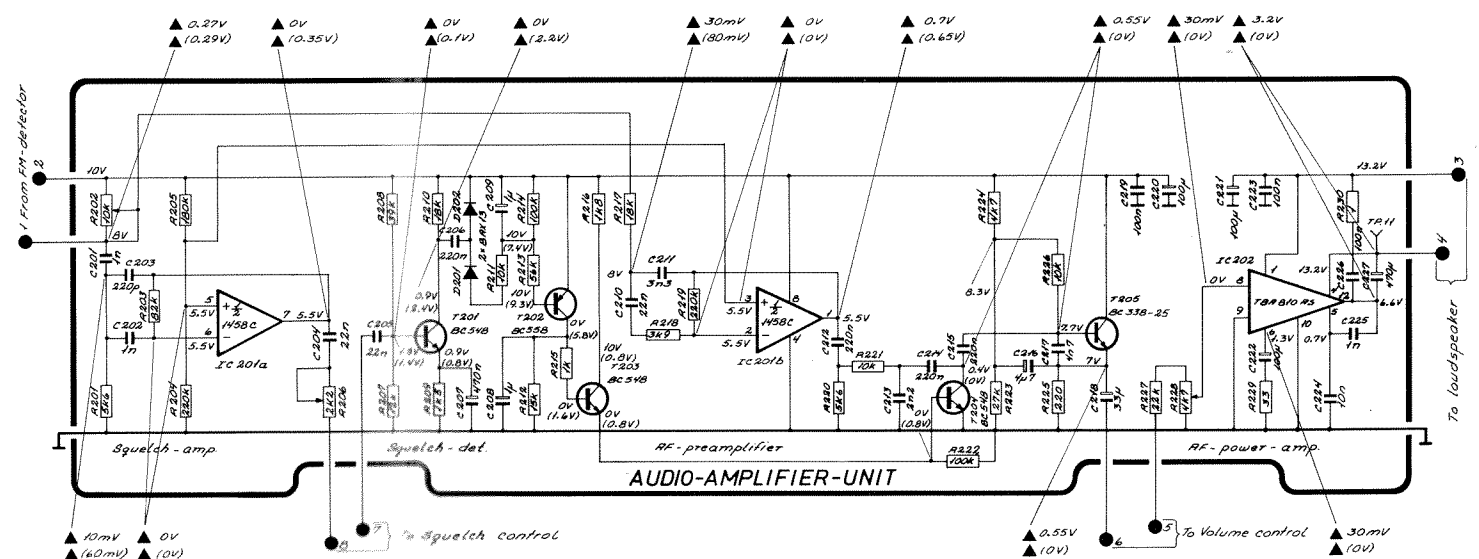 ▲ 0.27V
▲ (0.29V)
▲ 0V
▲ (0.35V)
▲ 0V
▲ (0.1V)
▲ 0V
▲ (2.2V)
▲ 30mV
▲ (80mV)
▲ 0V
▲ (0V)
▲ 0.7V
▲ (0.65V)
▲ 0.55V
▲ (0V)
▲ 30mV
▲ (0V)
▲ 3.2V
▲ (0V)
1 From FM-detector
2
10V
13.2V
3
4
To loudspeaker
R202
10k
R205
180k
8V
C201
1n
C203
220p
R203
82k
C202
1n
5
5.5V
6
5.5V
+ ½
1458C
−
7
5.5V
IC201a
C204
22n
2k2
R206
R201
5k6
R204
220k
Squelch-amp.
R208
39k
R210
18k
D202
2*BAX13
C209
1µ
R214
100k
C206
220n
10V
(7.4V)
D201
R211
10k
R213
56k
10V
(9.3V)
0.9V
(2.4V)
T201
BC548
C205
22n
(1.4V)
T202
BC558
0V
(5.8V)
0.9V
(0.8V)
R207
R209
1k5
C207
470n
C208
1µ
R212
15k
R215
1k
0V
(1.6V)
Squelch-det.
R216
1k8
R217
18k
10V
(0.8V)
T203
BC548
0V
(0.8V)
8V
C211
3n3
C210
22n
R219
220k
R218
3k9
3
5.5V
2
5.5V
+ ½
1458C
−
8
4
1
5.5V
IC201b
C212
220n
R220
5k6
R221
10k
C213
2n2
C214
220n
0V
(0.8V)
AF-preamplifier
R222
100k
R224
4k7
8.3V
R226
10k
C215
220n
0.4V
(0V)
T204
BC548
27k
R223
C216
4µ7
C217
4n7
7.7V
7V
T205
BC338-25
R225
220
C218
33µ
C219
100n
C220
100µ
C221
100µ
C223
100n
R230
1
TP.11
IC202
0V
8
9
1
TBA810AS
6
10
5
12
13.2V
C226
100n
C227
470µ
6.6V
C225
1n
1.3V
0.7V
C222
100µ
R229
33
C224
10n
R227
22k
R228
4k7
AF-power-amp.
AUDIO-AMPLIFIER-UNIT
▲ 10mV
▲ (60mV)
▲ 0V
▲ (0V)
8
7
To Squelch control
▲ 0.55V
▲ (0V)
6
5
To Volume control
▲ 30mV
▲ (0V)